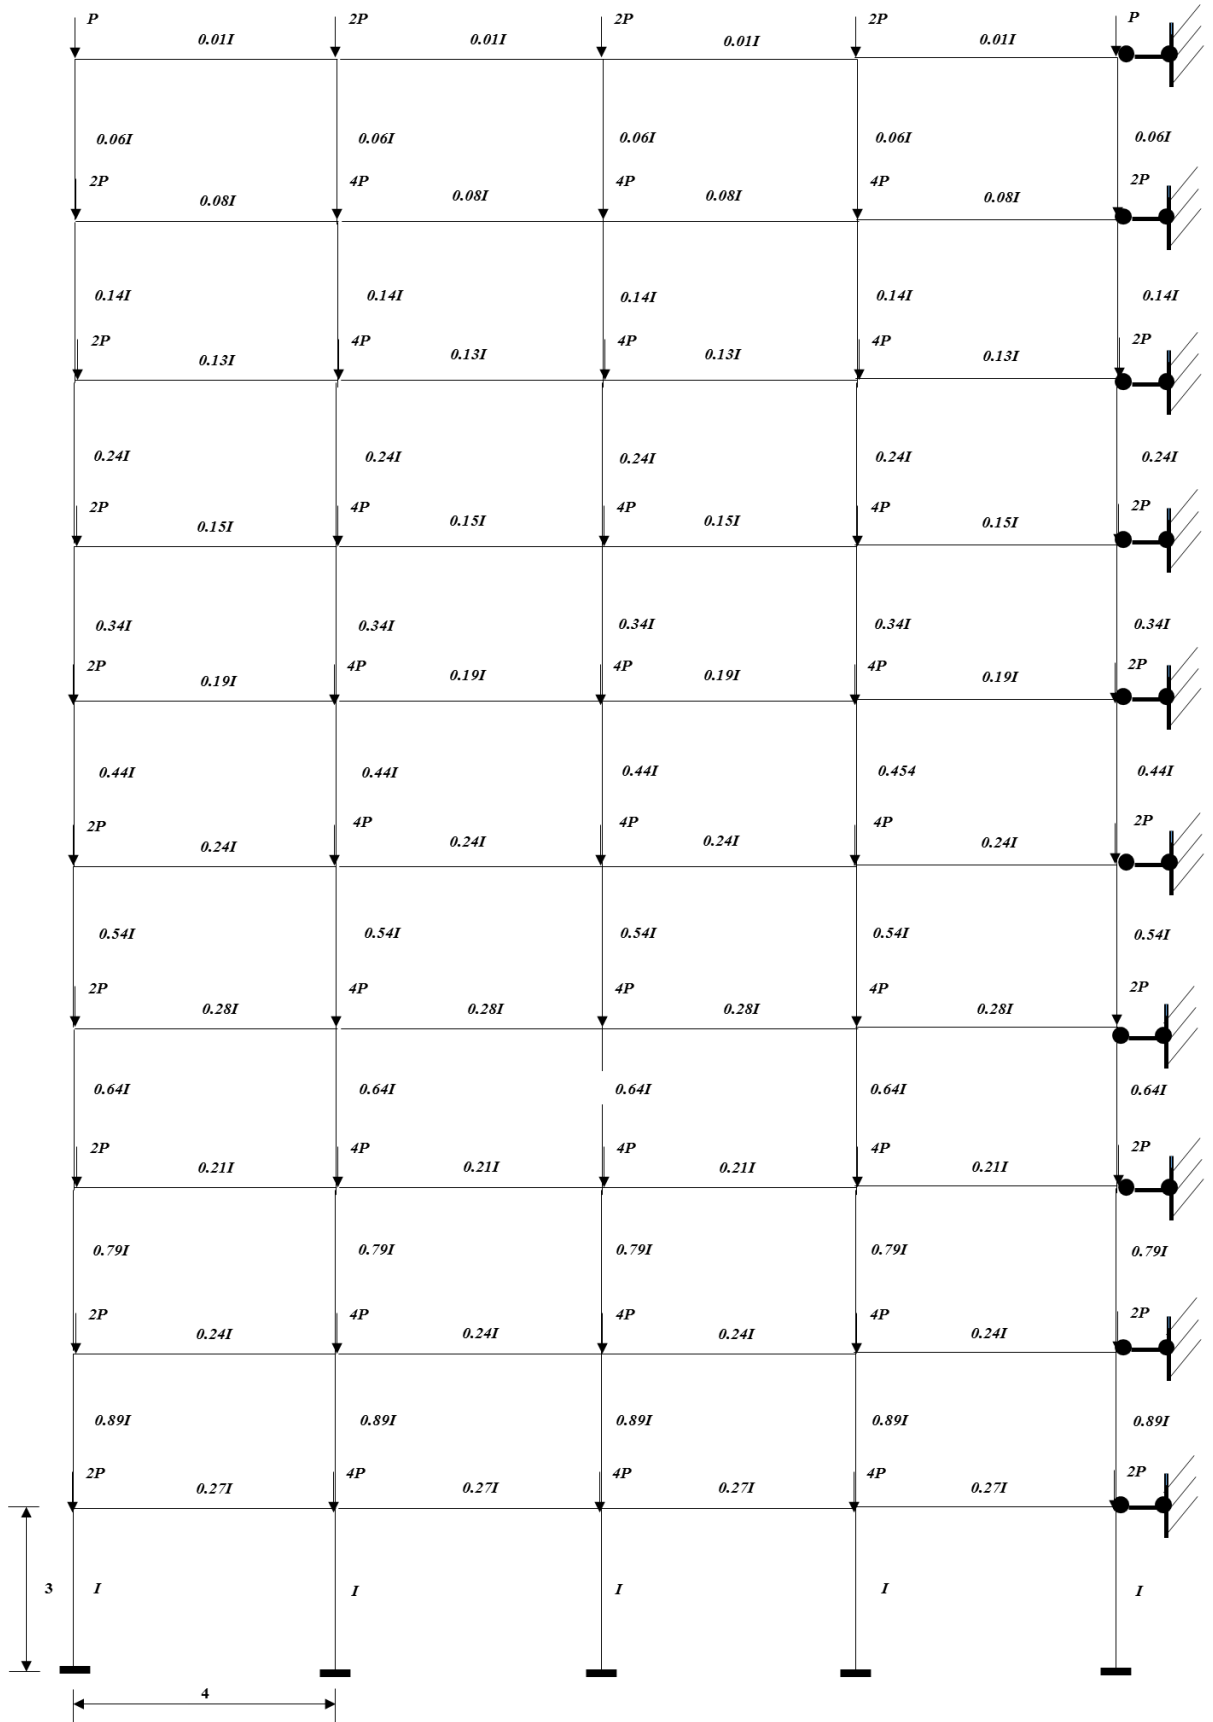 P 2P 2P 2P P
0.01I 0.01I 0.01I 0.01I
0.06I 0.06I 0.06I 0.06I 0.06I
2P 4P 4P 4P 2P
0.08I 0.08I 0.08I 0.08I
0.14I 0.14I 0.14I 0.14I 0.14I
2P 4P 4P 4P 2P
0.13I 0.13I 0.13I 0.13I
0.24I 0.24I 0.24I 0.24I 0.24I
2P 4P 4P 4P 2P
0.15I 0.15I 0.15I 0.15I
0.34I 0.34I 0.34I 0.34I 0.34I
2P 4P 4P 4P 2P
0.19I 0.19I 0.19I 0.19I
0.44I 0.44I 0.44I 0.454 0.44I
2P 4P 4P 4P 2P
0.24I 0.24I 0.24I 0.24I
0.54I 0.54I 0.54I 0.54I 0.54I
2P 4P 4P 4P 2P
0.28I 0.28I 0.28I 0.28I
0.64I 0.64I 0.64I 0.64I 0.64I
2P 4P 4P 4P 2P
0.21I 0.21I 0.21I 0.21I
0.79I 0.79I 0.79I 0.79I 0.79I
2P 4P 4P 4P 2P
0.24I 0.24I 0.24I 0.24I
0.89I 0.89I 0.89I 0.89I 0.89I
2P 4P 4P 4P 2P
0.27I 0.27I 0.27I 0.27I
3 I I I I I
4